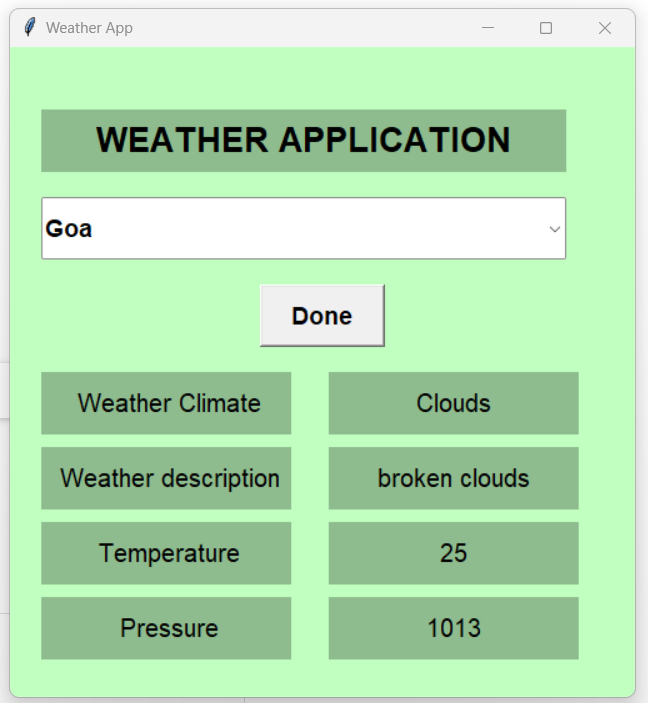 Weather App
WEATHER APPLICATION
Goa
Done
Weather Climate Clouds
Weather description broken clouds
Temperature 25
Pressure 1013